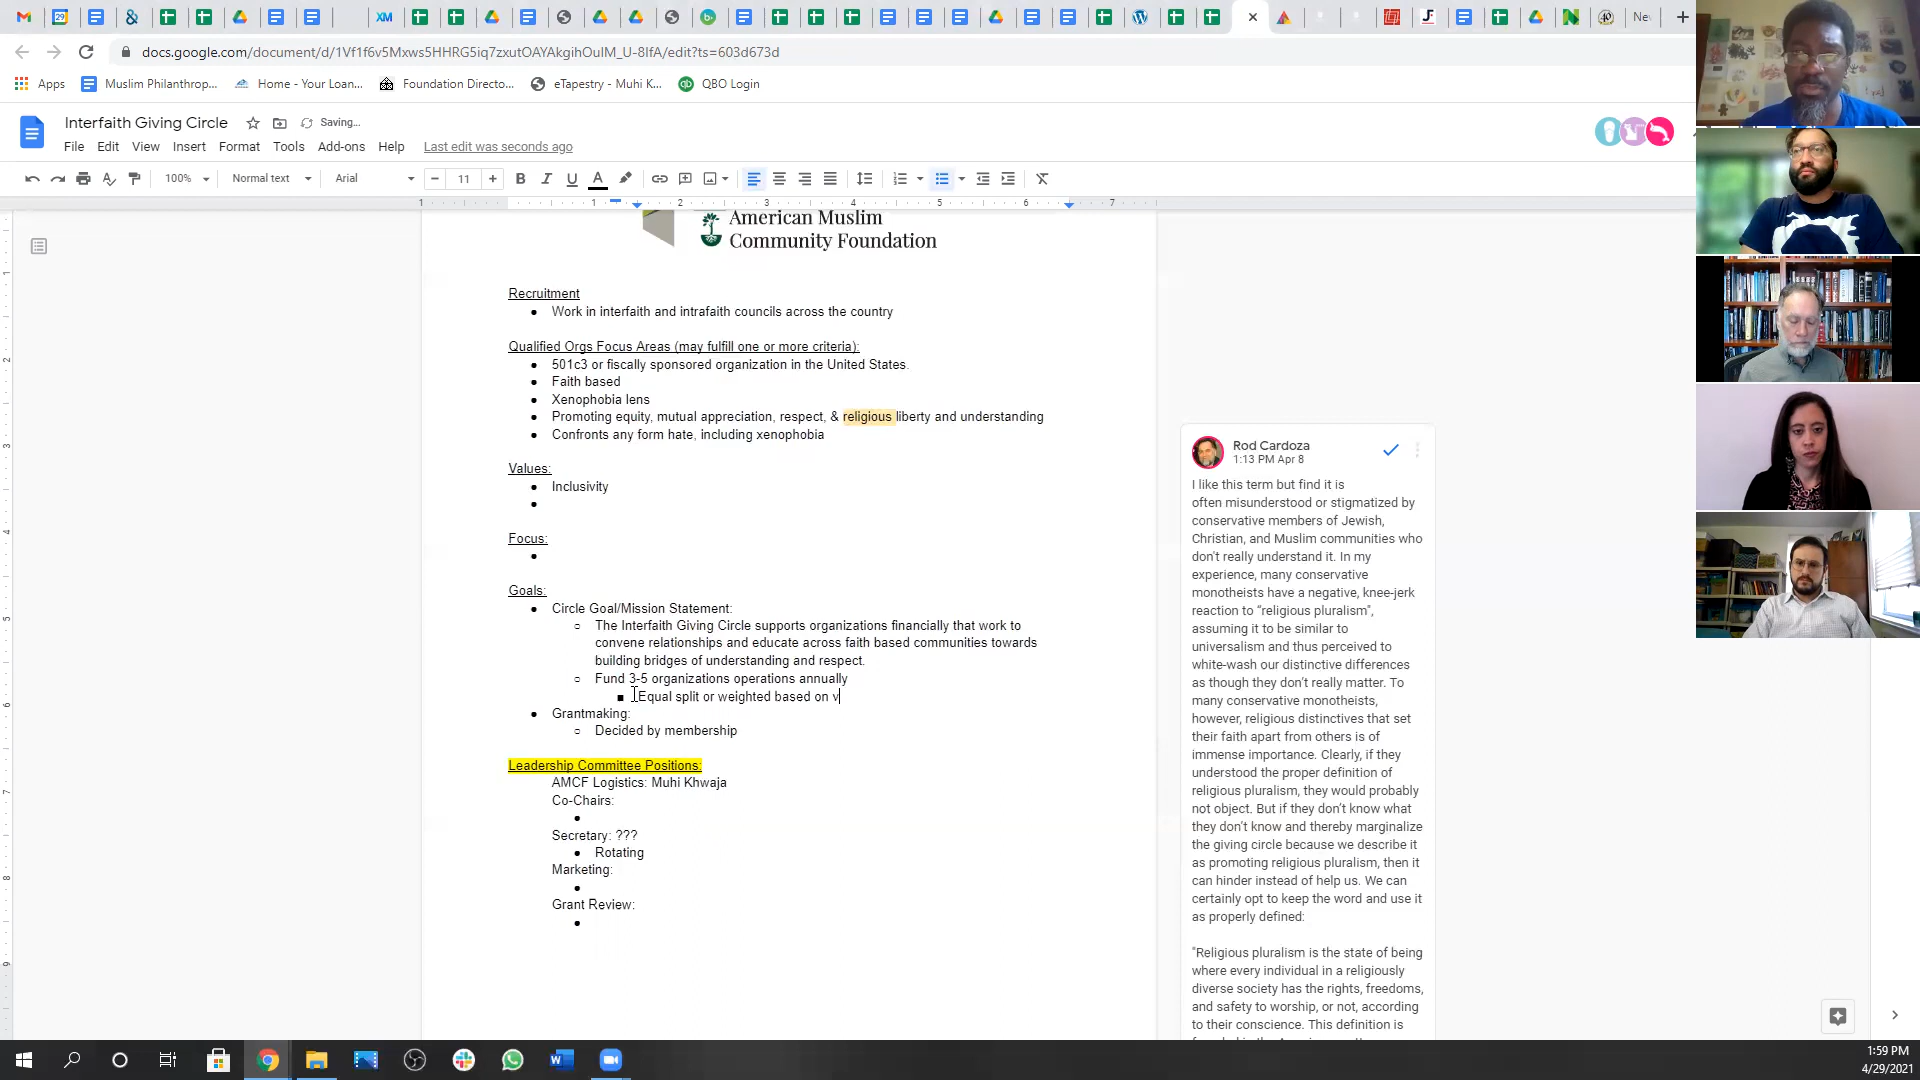 docs.google.com/document/d/1Vf1f6v5Mxws5HHRG5iq7zxutOAYAkgihOuIM_U-8IfA/edit?ts=603d673d
Apps Muslim Philanthrop... Home - Your Loan... Foundation Directo... eTapestry - Muhi K... QBO Login
Interfaith Giving Circle Saving...
File Edit View Insert Format Tools Add-ons Help Last edit was seconds ago
100% Normal text Arial 11
American Muslim
Community Foundation
Recruitment
Work in interfaith and intrafaith councils across the country
Qualified Orgs Focus Areas (may fulfill one or more criteria):
501c3 or fiscally sponsored organization in the United States.
Faith based
Xenophobia lens
Promoting equity, mutual appreciation, respect, & religious liberty and understanding
Confronts any form hate, including xenophobia
Values:
Inclusivity
Focus:
Goals:
Circle Goal/Mission Statement:
The Interfaith Giving Circle supports organizations financially that work to
convene relationships and educate across faith based communities towards
building bridges of understanding and respect.
Fund 3-5 organizations operations annually
Equal split or weighted based on v
Grantmaking:
Decided by membership
Leadership Committee Positions:
AMCF Logistics: Muhi Khwaja
Co-Chairs:
Secretary: ???
Rotating
Marketing:
Grant Review:
Rod Cardoza
1:13 PM Apr 8
I like this term but find it is
often misunderstood or stigmatized by
conservative members of Jewish,
Christian, and Muslim communities who
don't really understand it. In my
experience, many conservative
monotheists have a negative, knee-jerk
reaction to "religious pluralism",
assuming it to be similar to
universalism and thus perceived to
white-wash our distinctive differences
as though they don't really matter. To
many conservative monotheists,
however, religious distinctives that set
their faith apart from others is of
immense importance. Clearly, if they
understood the proper definition of
religious pluralism, they would probably
not object. But if they don't know what
they don't know and thereby marginalize
the giving circle because we describe it
as promoting religious pluralism, then it
can hinder instead of help us. We can
certainly opt to keep the word and use it
as properly defined:
"Religious pluralism is the state of being
where every individual in a religiously
diverse society has the rights, freedoms,
and safety to worship, or not, according
to their conscience. This definition is
1:59 PM
4/29/2021